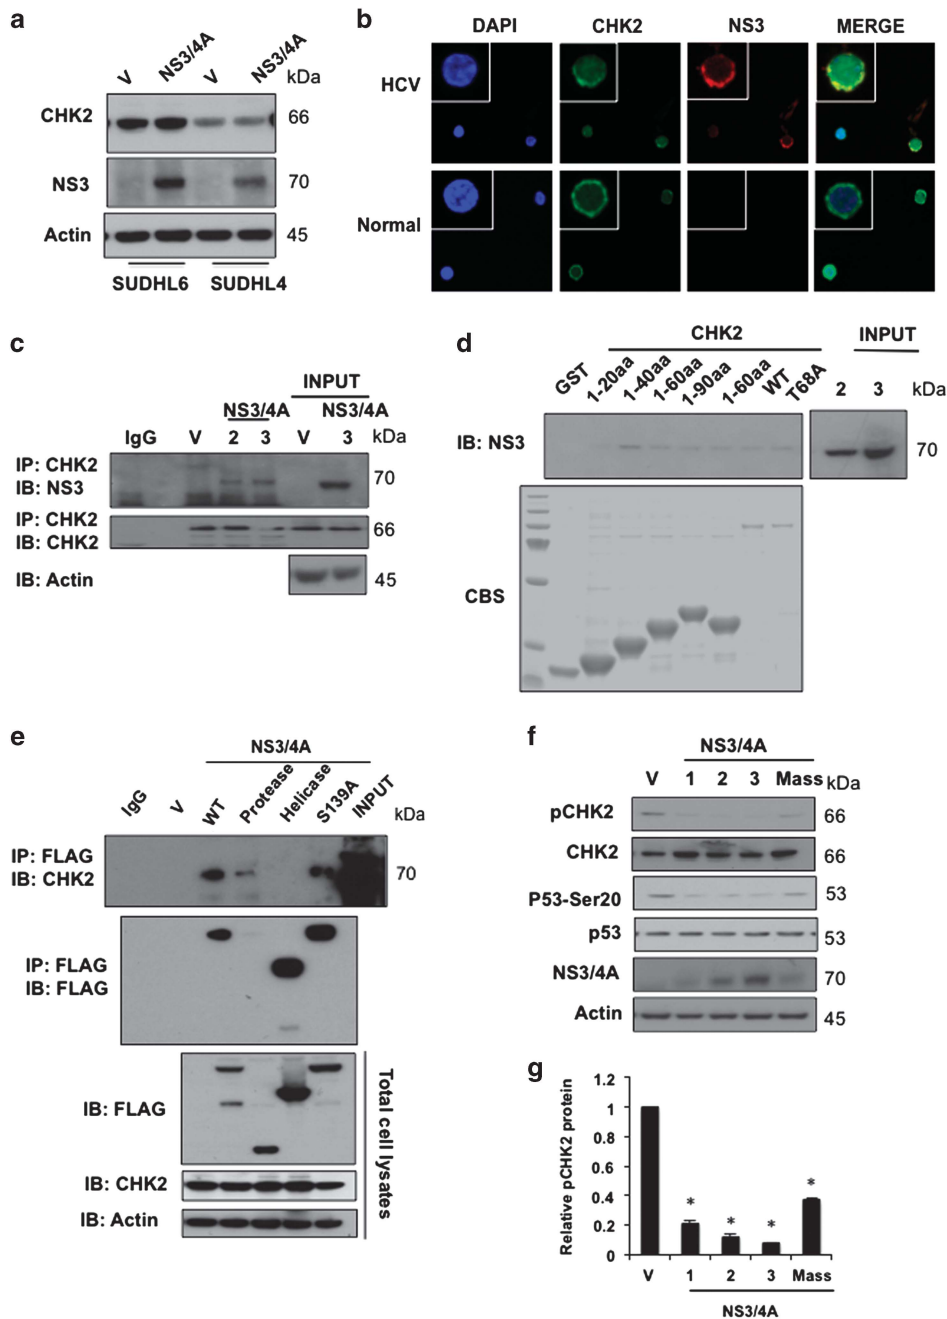 a
V NS3/4A V NS3/4A kDa
CHK2 66
NS3 70
Actin 45
SUDHL6 SUDHL4
b
DAPI CHK2 NS3 MERGE
HCV
Normal
c
INPUT
NS3/4A NS3/4A
IgG V 2 3 V 3 kDa
IP: CHK2
IB: NS3 70
IP: CHK2
IB: CHK2 66
IB: Actin 45
d
CHK2 INPUT
GST 1-20aa 1-40aa 1-60aa 1-90aa 1-60aa WT T68A 2 3 kDa
IB: NS3 70
CBS
e
NS3/4A
IgG V WT Protease Helicase S139A INPUT kDa
IP: FLAG
IB: CHK2 70
IP: FLAG
IB: FLAG
IB: FLAG
IB: CHK2
IB: Actin
Total cell lysates
f
NS3/4A
V 1 2 3 Mass kDa
pCHK2 66
CHK2 66
P53-Ser20 53
p53 53
NS3/4A 70
Actin 45
g
Relative pCHK2 protein
1.2
1
0.8
0.6
0.4
0.2
0
* * * *
V 1 2 3 Mass
NS3/4A